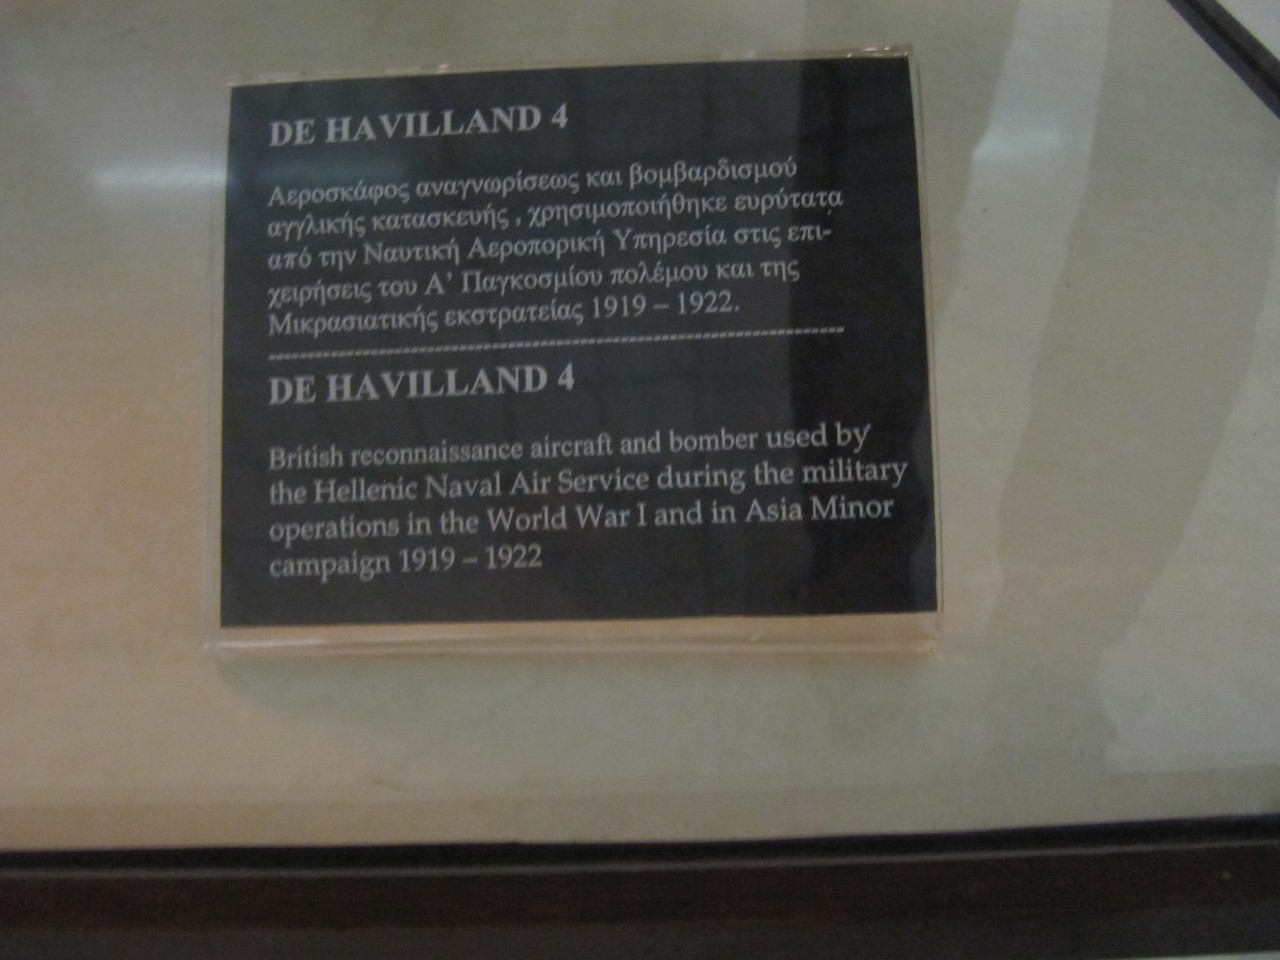 DE HAVILLAND 4
Αεροσκάφος αναγνωρίσεως και βομβαρδισμού
αγγλικής κατασκευής , χρησιμοποιήθηκε ευρύτατα
από την Ναυτική Αεροπορική Υπηρεσία στις επι-
χειρήσεις του Α' Παγκοσμίου πολέμου και της
Μικρασιατικής εκστρατείας 1919 – 1922.
--------------------------------------------------------------------------------
DE HAVILLAND 4
British reconnaissance aircraft and bomber used by
the Hellenic Naval Air Service during the military
operations in the World War I and in Asia Minor
campaign 1919 – 1922